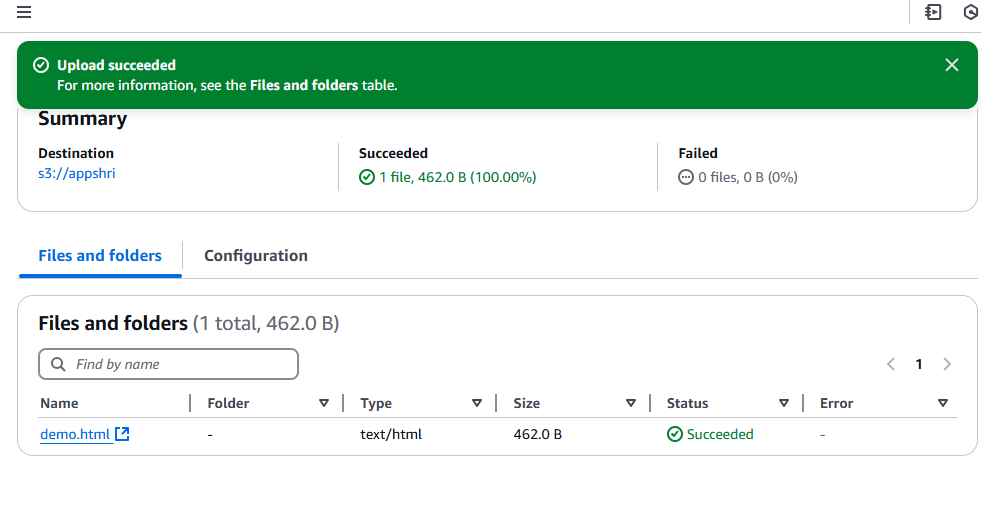 Upload succeeded
For more information, see the Files and folders table.
Summary
Destination
s3://appshri
Succeeded
1 file, 462.0 B (100.00%)
Failed
0 files, 0 B (0%)
Files and folders
Configuration
Files and folders (1 total, 462.0 B)
Find by name
1
Name Folder Type Size Status Error
demo.html - text/html 462.0 B Succeeded -